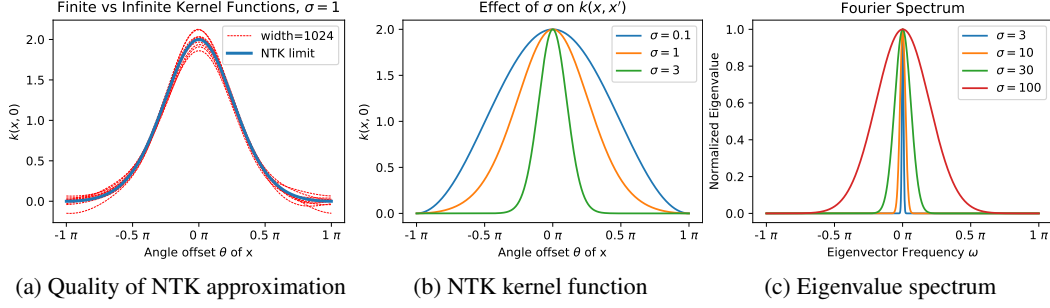 Finite vs Infinite Kernel Functions, σ = 1
k(x, 0)
2.0
1.5
1.0
0.5
0.0
width=1024
NTK limit
-1 π
-0.5 π
0 π
0.5 π
1 π
Angle offset θ of x
(a) Quality of NTK approximation
Effect of σ on k(x, x′)
k(x, 0)
2.0
1.5
1.0
0.5
0.0
σ = 0.1
σ = 1
σ = 3
-1 π
-0.5 π
0 π
0.5 π
1 π
Angle offset θ of x
(b) NTK kernel function
Fourier Spectrum
Normalized Eigenvalue
1.0
0.8
0.6
0.4
0.2
0.0
σ = 3
σ = 10
σ = 30
σ = 100
-1 π
-0.5 π
0 π
0.5 π
1 π
Eigenvector Frequency ω
(c) Eigenvalue spectrum